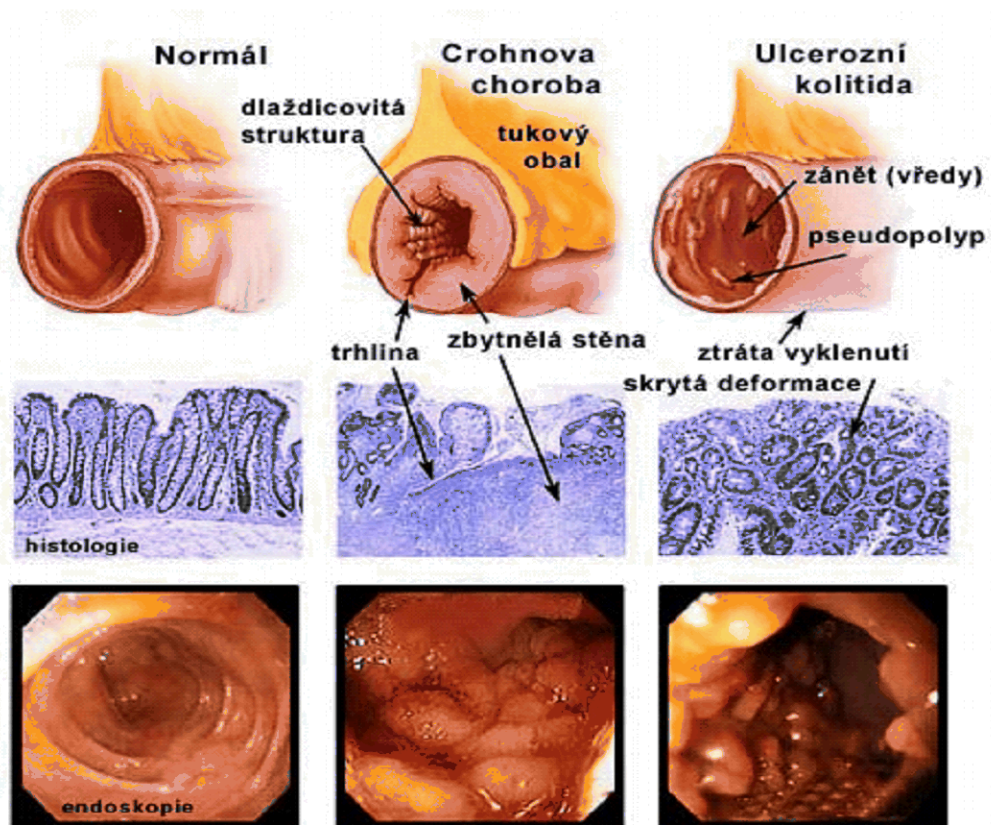 Normál
Crohnova
choroba
Ulcerozní
kolitida
dlaždicovitá
struktura
tukový
obal
zánět (vředy)
pseudopolyp
trhlina
zbytnělá stěna
ztráta vyklenutí
skrytá deformace
histologie
endoskopie